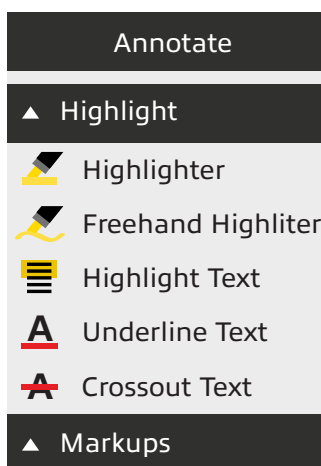 Annotate
Highlight
Highlighter
Freehand Highliter
Highlight Text
A Underline Text
A Crossout Text
Markups